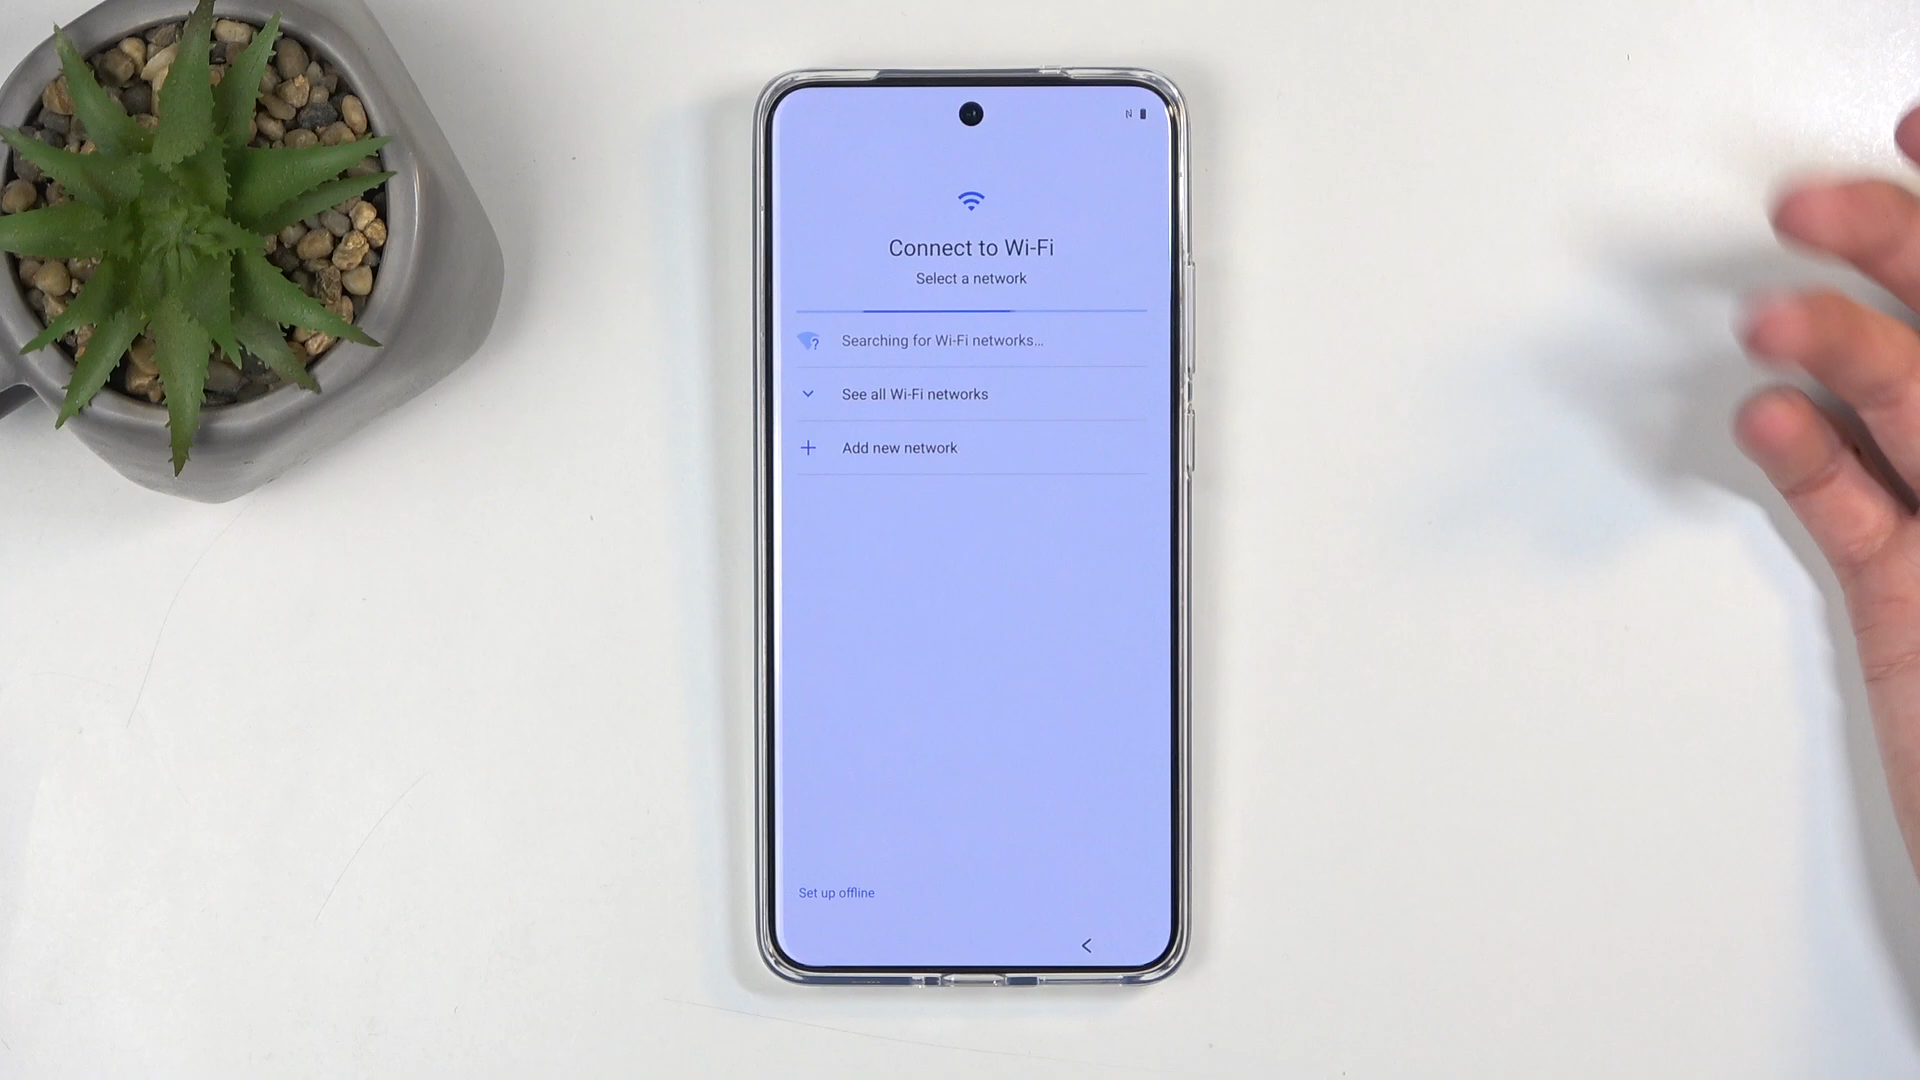 N
Connect to Wi-Fi
Select a network
Searching for Wi-Fi networks...
See all Wi-Fi networks
Add new network
Set up offline